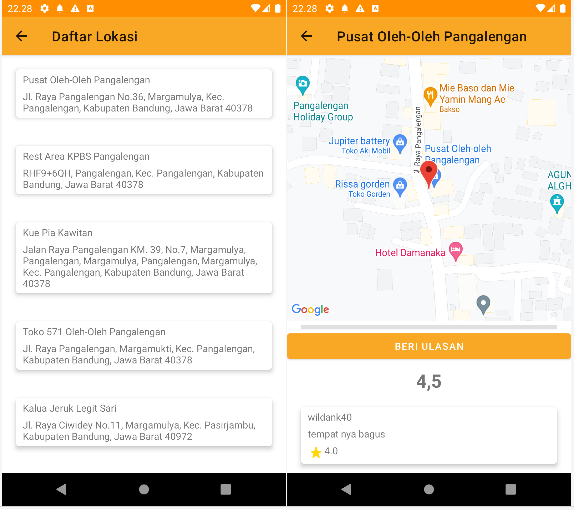 22.28
Daftar Lokasi
Pusat Oleh-Oleh Pangalengan
Jl. Raya Pangalengan No.36, Margamulya, Kec.
Pangalengan, Kabupaten Bandung, Jawa Barat 40378
Rest Area KPBS Pangalengan
RHF9+6QH, Pangalengan, Kec. Pangalengan, Kabupaten
Bandung, Jawa Barat 40378
Kue Pia Kawitan
Jalan Raya Pangalengan KM. 39, No.7, Margamulya,
Pangalengan, Margamulya, Pangalengan, Margamulya,
Kec. Pangalengan, Kabupaten Bandung, Jawa Barat
40378
Toko 571 Oleh-Oleh Pangalengan
Jl. Raya Pangalengan, Margamukti, Kec. Pangalengan,
Kabupaten Bandung, Jawa Barat 40378
Kalua Jeruk Legit Sari
Jl. Raya Ciwidey No.11, Margamulya, Kec. Pasirjambu,
Kabupaten Bandung, Jawa Barat 40972
22.28
Pusat Oleh-Oleh Pangalengan
Mie Baso dan Mie
Yamin Mang Ae
Bakso
Pangalengan
Holiday Group
Jl. Raya Pangalengan
Jupiter battery
Toko Aki Mobil
Pusat Oleh-oleh
Pangalengan
Rissa gorden
Toko Gorden
AGUN
ALGH
Hotel Damanaka
Google
BERI ULASAN
4,5
wildank40
tempat nya bagus
4.0